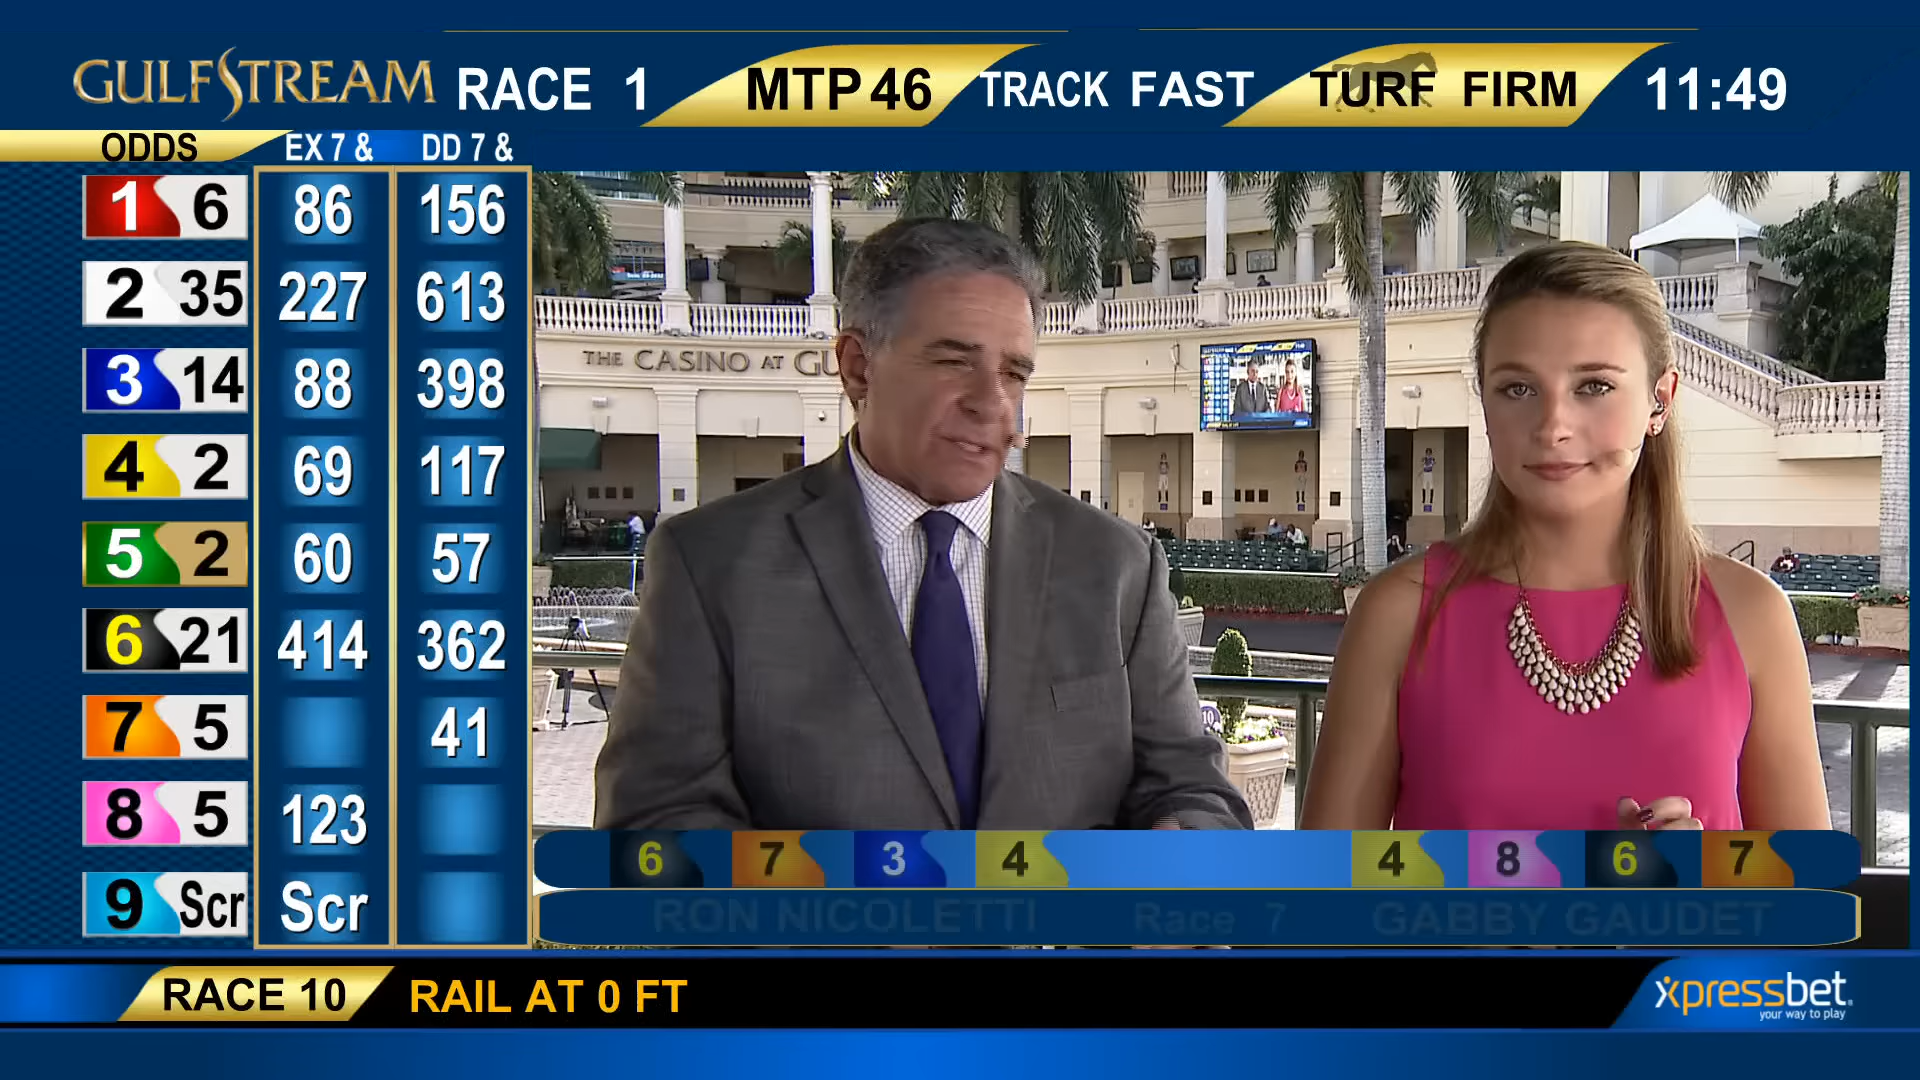 GULFSTREAM RACE 1 MTP 46 TRACK FAST TURF FIRM 11:49
ODDS EX 7 & DD 7 &
1 6 86 156
2 35 227 613
3 14 88 398
4 2 69 117
5 2 60 57
6 21 414 362
7 5 41
8 5 123
9 Scr Scr
THE CASINO AT GU
10
6 7 3 4 4 8 6 7
RON NICOLETTI Race 7 GABBY GAUDET
RACE 10 RAIL AT 0 FT xpressbet.
your way to play